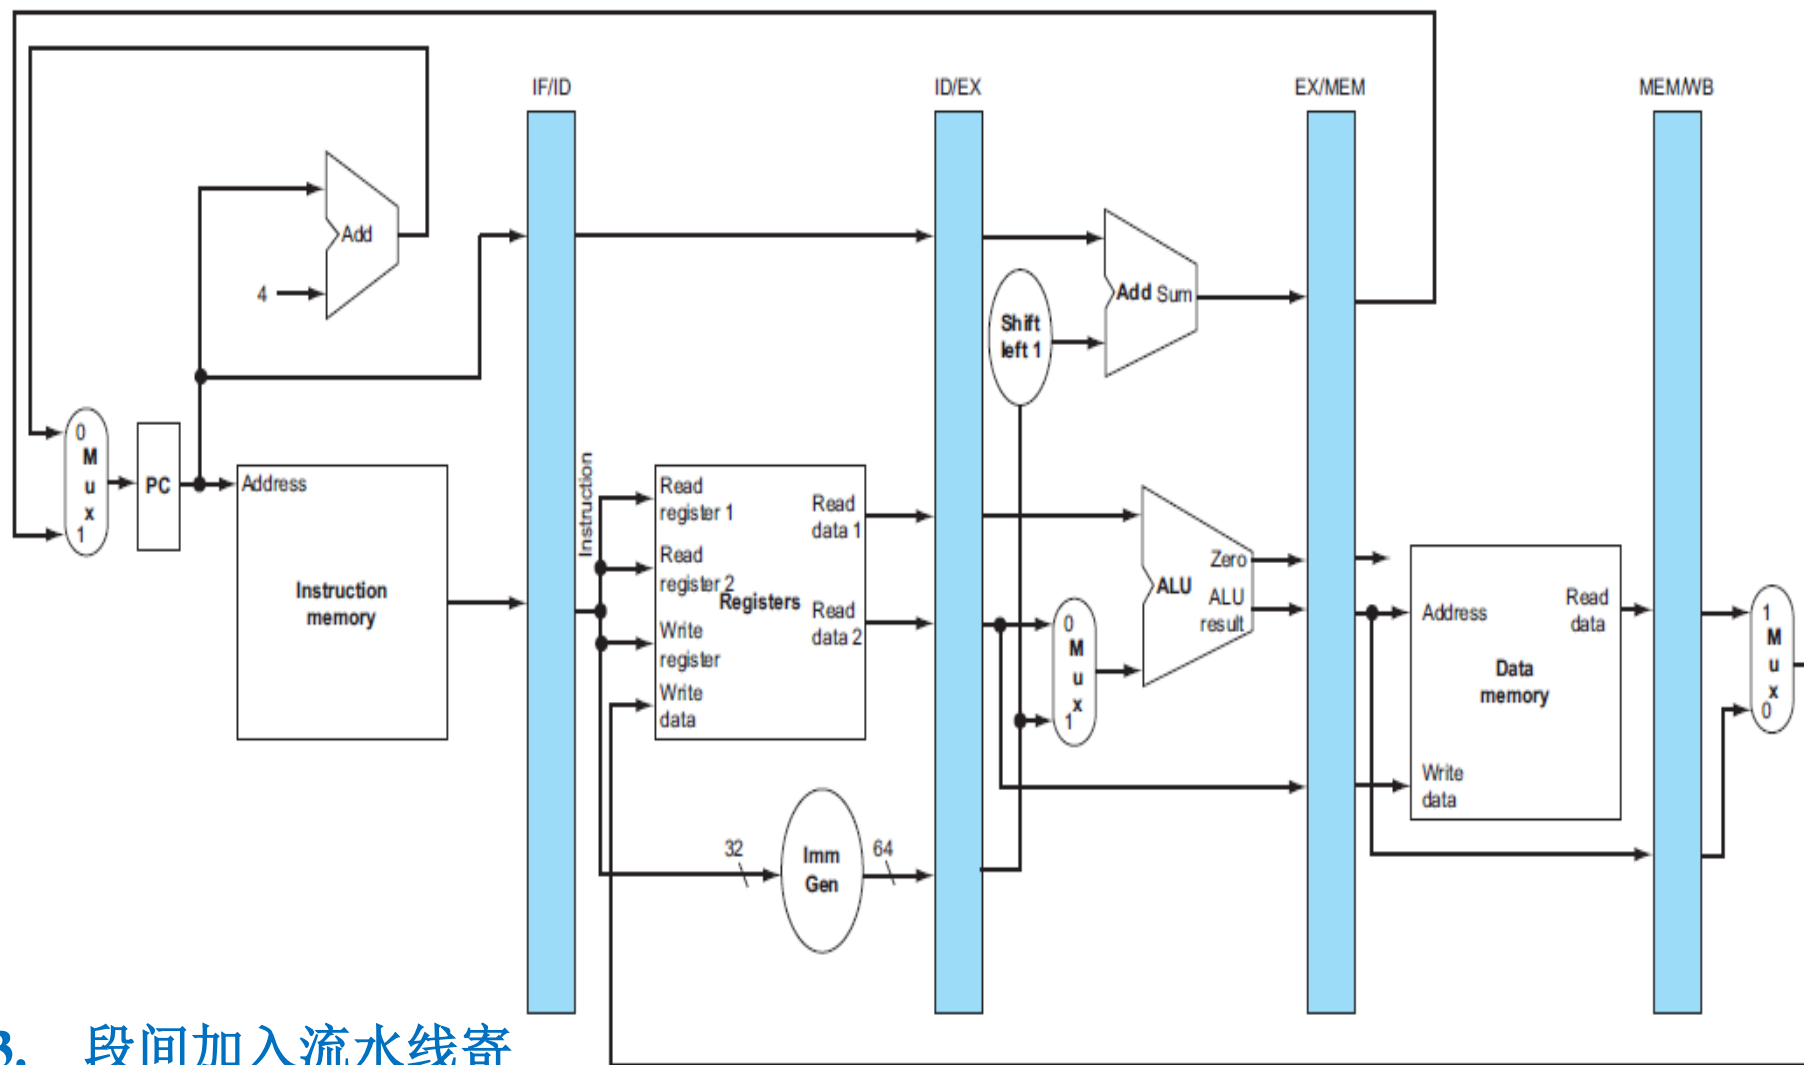 IF/ID
ID/EX
EX/MEM
MEM/WB
Add
4
Add Sum
Shift
left 1
0
M
u
x
1
PC
Address
Instruction
memory
Instruction
Read
register 1
Read
register 2
Write
register
Write
data
Registers
Read
data 1
Read
data 2
0
M
u
x
1
Zero
ALU
ALU
result
Address
Read
data
Data
memory
Write
data
1
M
u
x
0
32
Imm
Gen
64
段间加入流水线寄